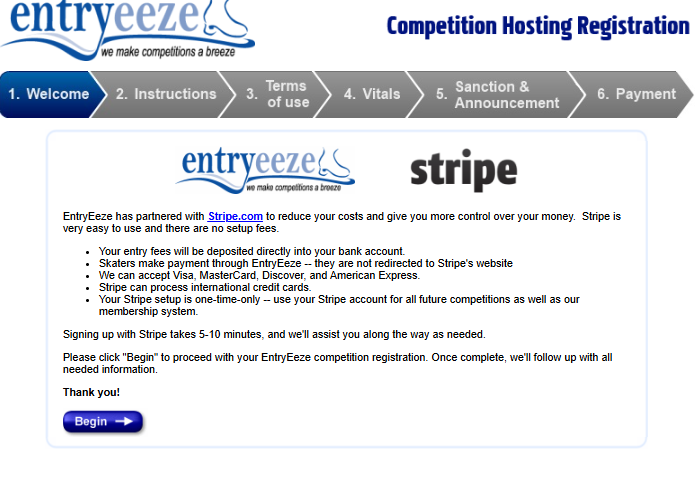 entryeeze
we make competitions a breeze
Competition Hosting Registration
1. Welcome
2. Instructions
3. Terms
of use
4. Vitals
5. Sanction &
Announcement
6. Payment
entryeeze
we make competitions a breeze
stripe
EntryEeze has partnered with Stripe.com to reduce your costs and give you more control over your money. Stripe is
very easy to use and there are no setup fees.
• Your entry fees will be deposited directly into your bank account.
• Skaters make payment through EntryEeze -- they are not redirected to Stripe's website
• We can accept Visa, MasterCard, Discover, and American Express.
• Stripe can process international credit cards.
• Your Stripe setup is one-time-only -- use your Stripe account for all future competitions as well as our
membership system.
Signing up with Stripe takes 5-10 minutes, and we'll assist you along the way as needed.
Please click "Begin" to proceed with your EntryEeze competition registration. Once complete, we'll follow up with all
needed information.
Thank you!
Begin